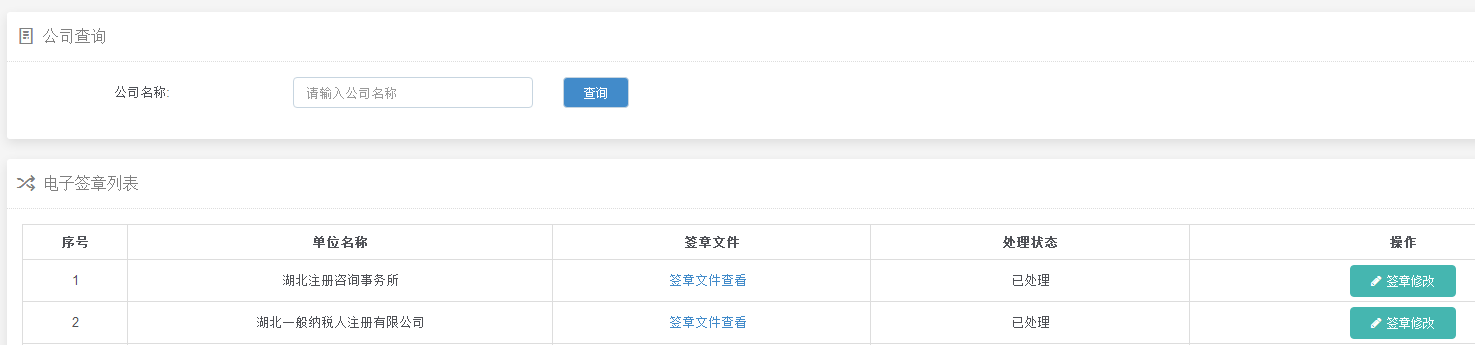 公司查询
公司名称: 请输入公司名称 查询
电子签章列表
序号 单位名称 签章文件 处理状态 操作
1 湖北注册咨询事务所 签章文件查看 已处理 签章修改
2 湖北一般纳税人注册有限公司 签章文件查看 已处理 签章修改